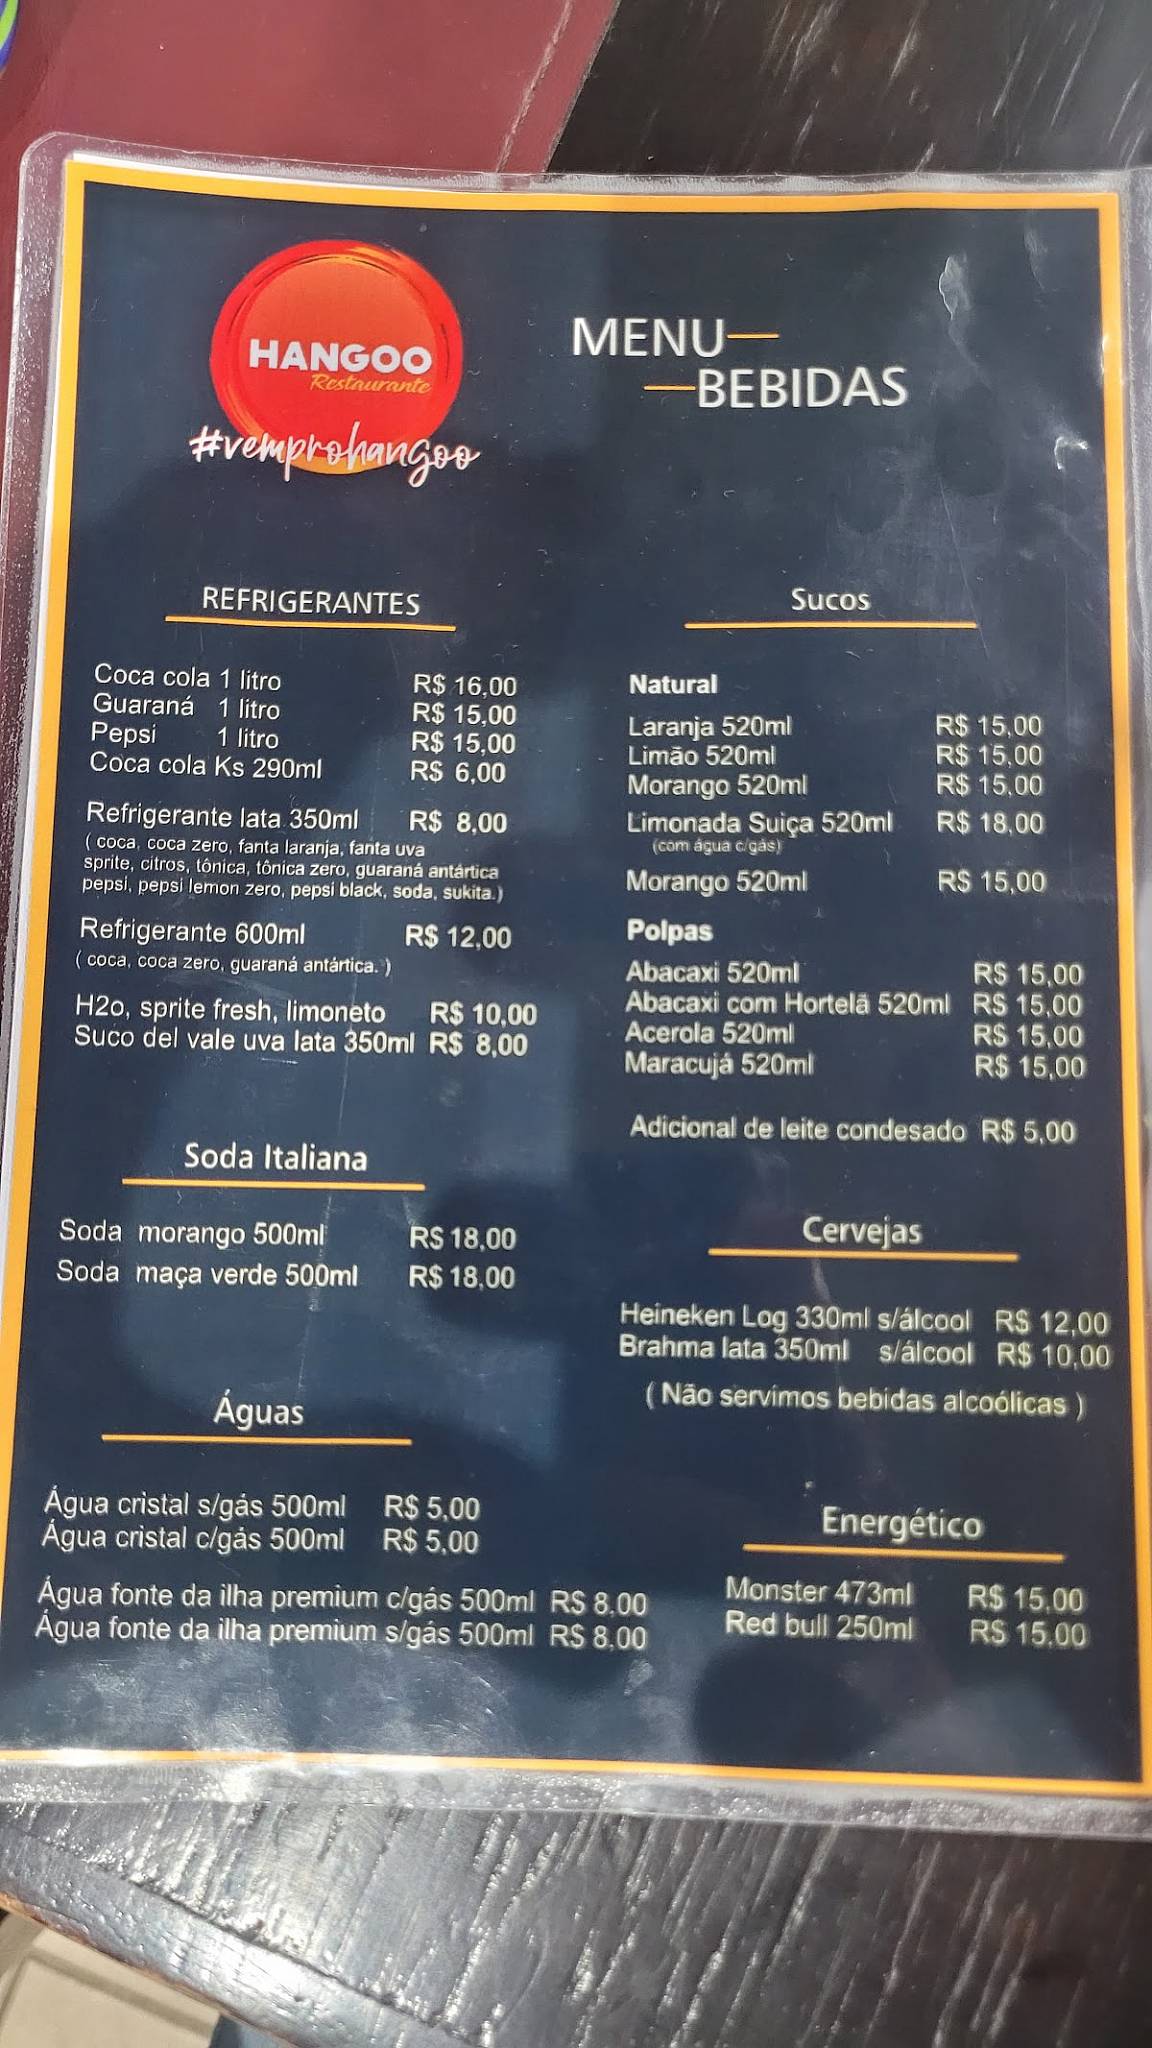 HANGOO
Restaurante
#vemprohangoo
MENU
BEBIDAS
REFRIGERANTES
Coca cola 1 litro R$ 16,00
Guaraná 1 litro R$ 15,00
Pepsi 1 litro R$ 15,00
Coca cola Ks 290ml R$ 6,00
Refrigerante lata 350ml R$ 8,00
( coca, coca zero, fanta laranja, fanta uva
sprite, citros, tônica, tônica zero, guaraná antártica
pepsi, pepsi lemon zero, pepsi black, soda, sukita.)
Refrigerante 600ml R$ 12,00
( coca, coca zero, guaraná antártica. )
H2o, sprite fresh, limoneto R$ 10,00
Suco del vale uva lata 350ml R$ 8,00
Soda Italiana
Soda morango 500ml R$ 18,00
Soda maça verde 500ml R$ 18,00
Águas
Água cristal s/gás 500ml R$ 5,00
Água cristal c/gás 500ml R$ 5,00
Água fonte da ilha premium c/gás 500ml R$ 8,00
Água fonte da ilha premium s/gás 500ml R$ 8,00
Sucos
Natural
Laranja 520ml R$ 15,00
Limão 520ml R$ 15,00
Morango 520ml R$ 15,00
Limonada Suiça 520ml R$ 18,00
(com água c/gás)
Morango 520ml R$ 15,00
Polpas
Abacaxi 520ml R$ 15,00
Abacaxi com Hortelã 520ml R$ 15,00
Acerola 520ml R$ 15,00
Maracujá 520ml R$ 15,00
Adicional de leite condesado R$ 5,00
Cervejas
Heineken Log 330ml s/álcool R$ 12,00
Brahma lata 350ml s/álcool R$ 10,00
( Não servimos bebidas alcoólicas )
Energético
Monster 473ml R$ 15,00
Red bull 250ml R$ 15,00